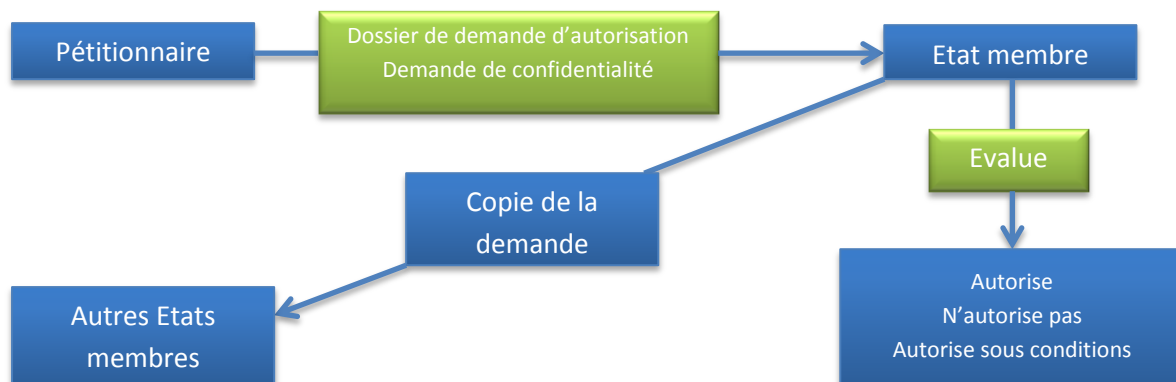 Pétitionnaire
Dossier de demande d’autorisation
Demande de confidentialité
Etat membre
Evalue
Copie de la
demande
Autres Etats
membres
Autorise
N’autorise pas
Autorise sous conditions